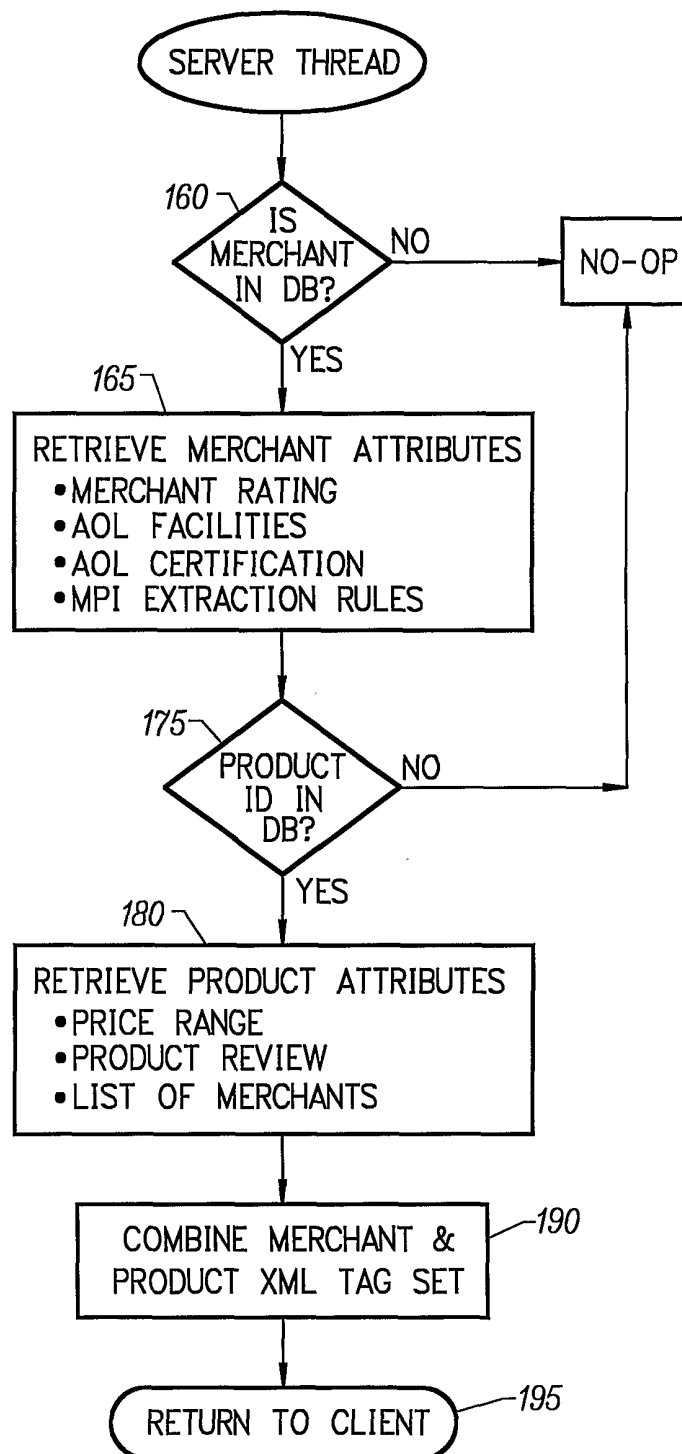 SERVER THREAD
160
IS
MERCHANT
IN DB?
NO
NO-OP
YES
165
RETRIEVE MERCHANT ATTRIBUTES
•MERCHANT RATING
•AOL FACILITIES
•AOL CERTIFICATION
•MPI EXTRACTION RULES
175
PRODUCT
ID IN
DB?
NO
YES
180
RETRIEVE PRODUCT ATTRIBUTES
•PRICE RANGE
•PRODUCT REVIEW
•LIST OF MERCHANTS
COMBINE MERCHANT &
PRODUCT XML TAG SET
190
RETURN TO CLIENT
195